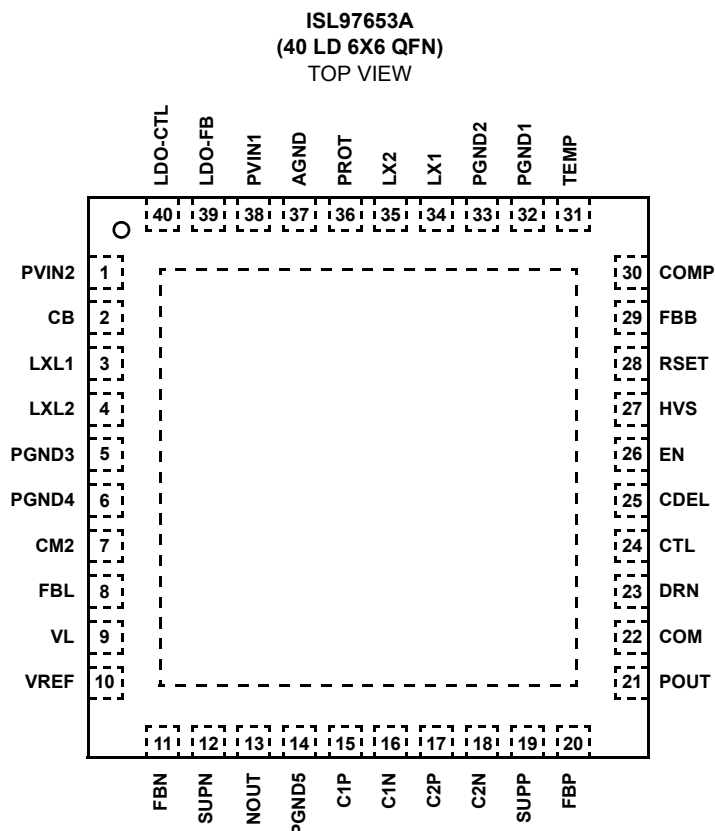 ISL97653A
(40 LD 6X6 QFN)
TOP VIEW
LDO-CTL
LDO-FB
PVIN1
AGND
PROT
LX2
LX1
PGND2
PGND1
TEMP
40
39
38
37
36
35
34
33
32
31
PVIN2 1
CB 2
LXL1 3
LXL2 4
PGND3 5
PGND4 6
CM2 7
FBL 8
VL 9
VREF 10
30 COMP
29 FBB
28 RSET
27 HVS
26 EN
25 CDEL
24 CTL
23 DRN
22 COM
21 POUT
11
12
13
14
15
16
17
18
19
20
FBN
SUPN
NOUT
PGND5
C1P
C1N
C2P
C2N
SUPP
FBP